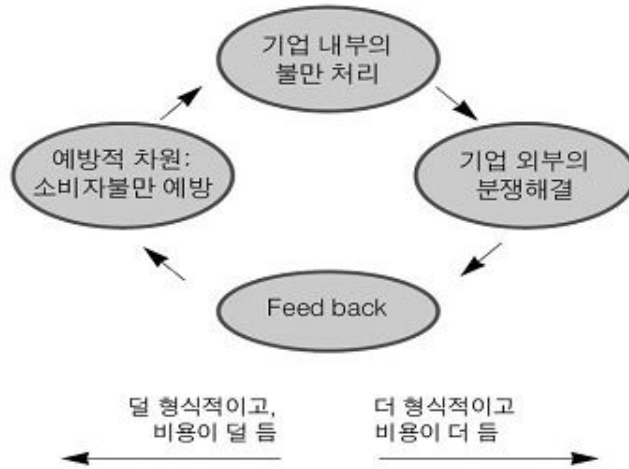 기업 내부의
불만 처리
예방적 차원:
소비자불만 예방
기업 외부의
분쟁해결
Feed back
덜 형식적이고,
비용이 덜 듬
더 형식적이고
비용이 더 듬